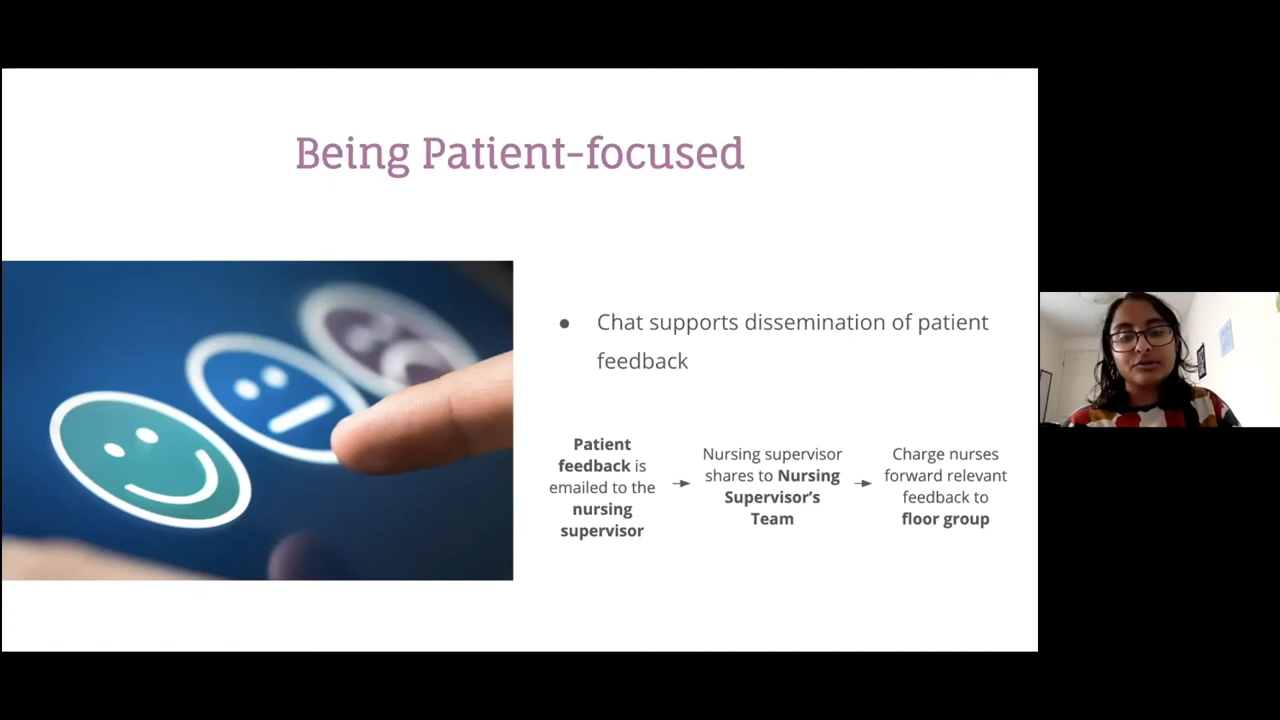 Being Patient-focused
● Chat supports dissemination of patient
feedback
Patient
feedback is
emailed to the
nursing
supervisor
Nursing supervisor
shares to Nursing
Supervisor's
Team
Charge nurses
forward relevant
feedback to
floor group